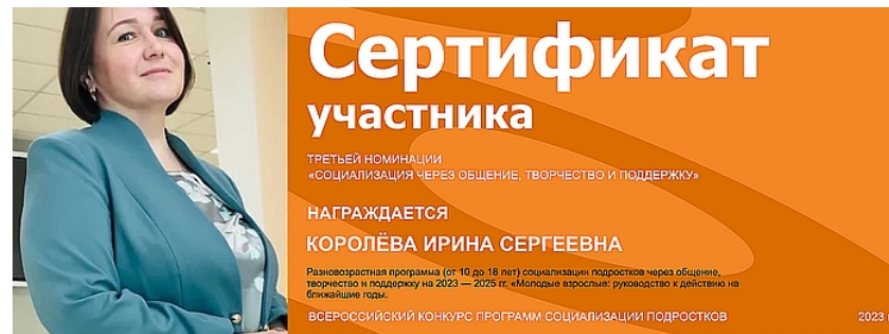 Сертификат
участника
ТРЕТЬЕЙ НОМИНАЦИИ
«СОЦИАЛИЗАЦИЯ ЧЕРЕЗ ОБЩЕНИЕ, ТВОРЧЕСТВО И ПОДДЕРЖКУ»
НАГРАЖДАЕТСЯ
КОРОЛЁВА ИРИНА СЕРГЕЕВНА
Разновозрастная программа (от 10 до 18 лет) социализации подростков через общение,
творчество и поддержку на 2023 — 2025 гг. «Молодые взрослые: руководство к действию на
ближайшие годы.
ВСЕРОССИЙСКИЙ КОНКУРС ПРОГРАММ СОЦИАЛИЗАЦИИ ПОДРОСТКОВ 2023